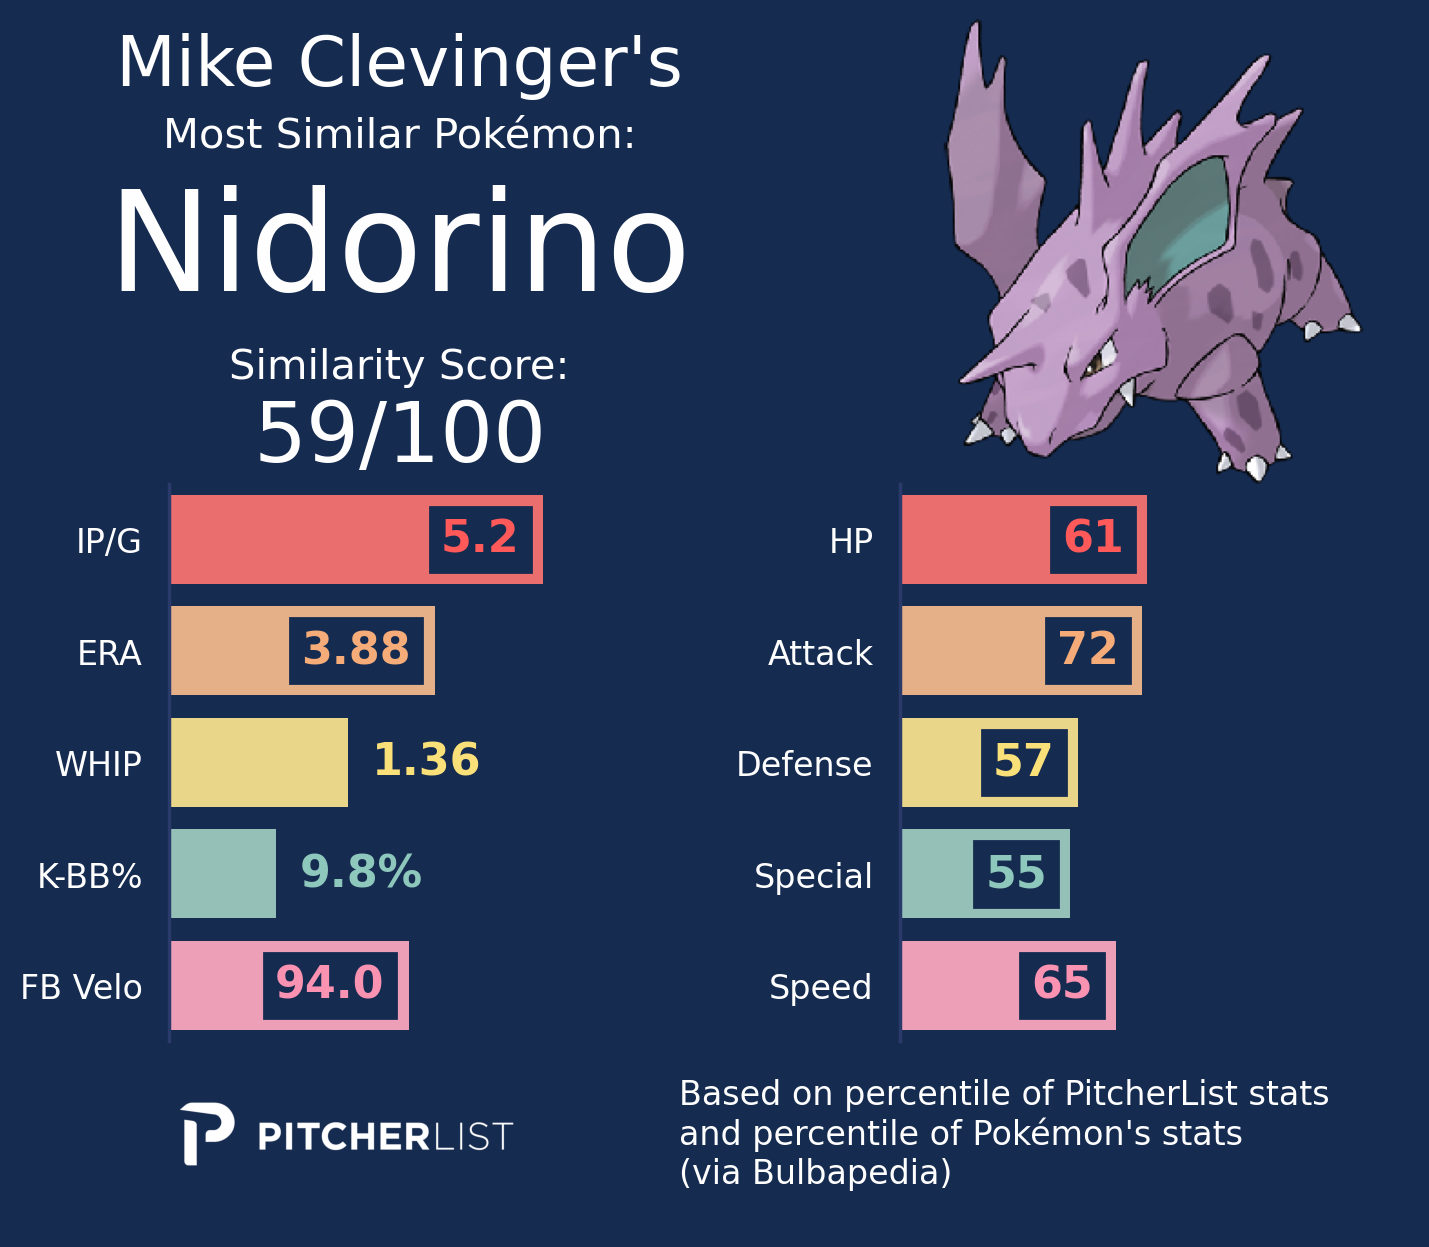 Mike Clevinger's
Most Similar Pokémon:
Nidorino
Similarity Score:
59/100
IP/G 5.2
ERA 3.88
WHIP 1.36
K-BB% 9.8%
FB Velo 94.0
HP 61
Attack 72
Defense 57
Special 55
Speed 65
PITCHERLIST
Based on percentile of PitcherList stats
and percentile of Pokémon's stats
(via Bulbapedia)